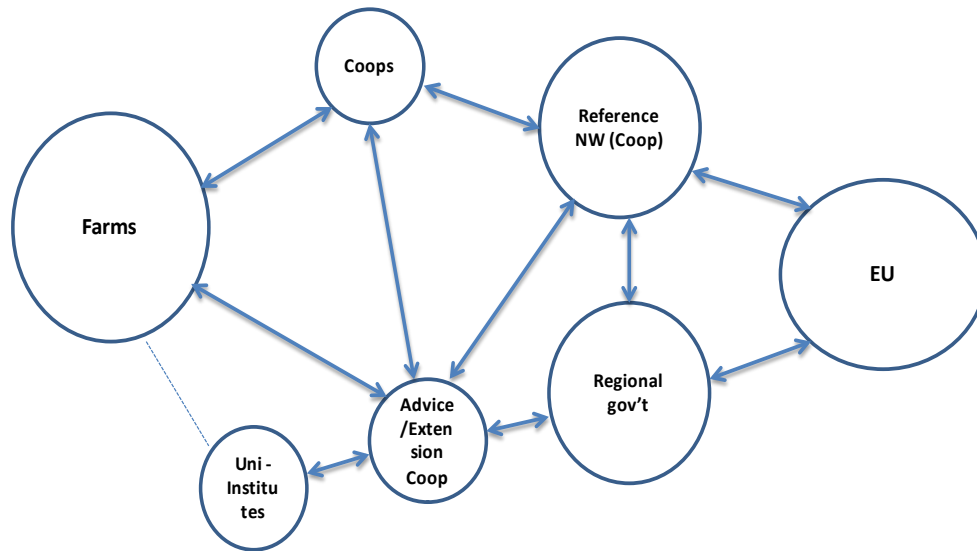 Coops
Reference
NW (Coop)
Farms
EU
Regional
gov’t
Advice
/Exten
sion
Coop
Uni -
Institu
tes